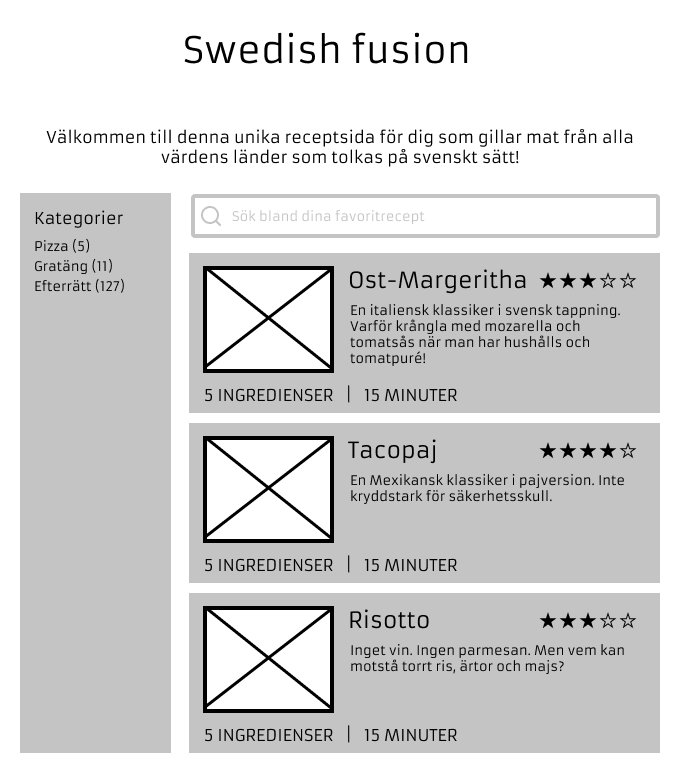 Swedish fusion
Välkommen till denna unika receptsida för dig som gillar mat från alla
värdens länder som tolkas på svenskt sätt!
Kategorier
Pizza (5)
Gratäng (11)
Efterrätt (127)
Sök bland dina favoritrecept
Ost-Margeritha ★★★☆☆
En italiensk klassiker i svensk tappning.
Varför krångla med mozarella och
tomatsås när man har hushålls och
tomatpuré!
5 INGREDIENSER | 15 MINUTER
Tacopaj ★★★★☆
En Mexikansk klassiker i pajversion. Inte
kryddstark för säkerhetsskull.
5 INGREDIENSER | 15 MINUTER
Risotto ★★★☆☆
Inget vin. Ingen parmesan. Men vem kan
motstå torrt ris, ärtor och majs?
5 INGREDIENSER | 15 MINUTER